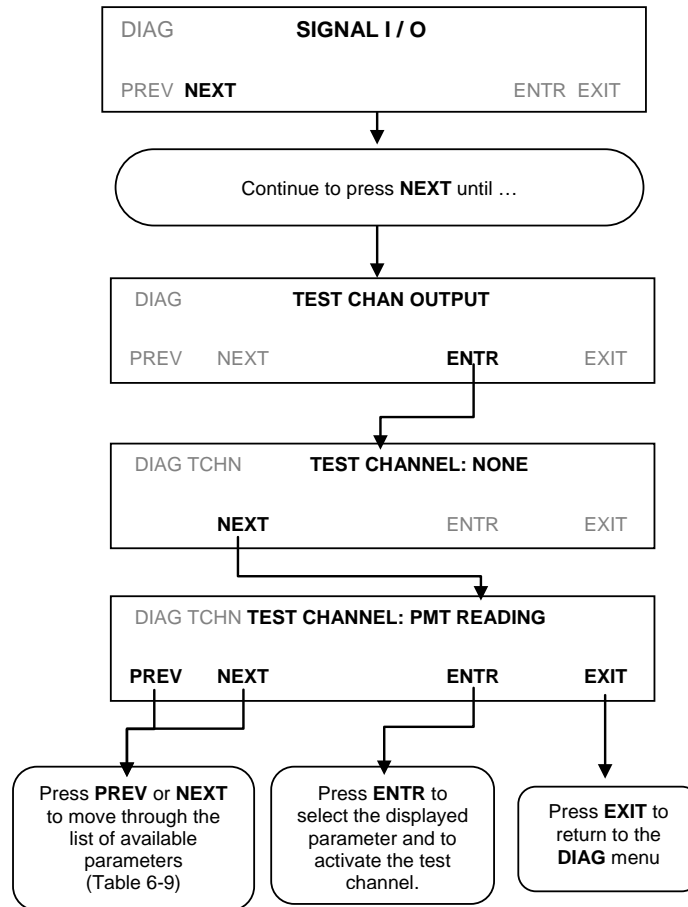 DIAG SIGNAL I / O
PREV NEXT ENTR EXIT
Continue to press NEXT until …
DIAG TEST CHAN OUTPUT
PREV NEXT ENTR EXIT
DIAG TCHN TEST CHANNEL: NONE
NEXT ENTR EXIT
DIAG TCHN TEST CHANNEL: PMT READING
PREV NEXT ENTR EXIT
Press PREV or NEXT
to move through the
list of available
parameters
(Table 6-9)
Press ENTR to
select the displayed
parameter and to
activate the test
channel.
Press EXIT to
return to the
DIAG menu